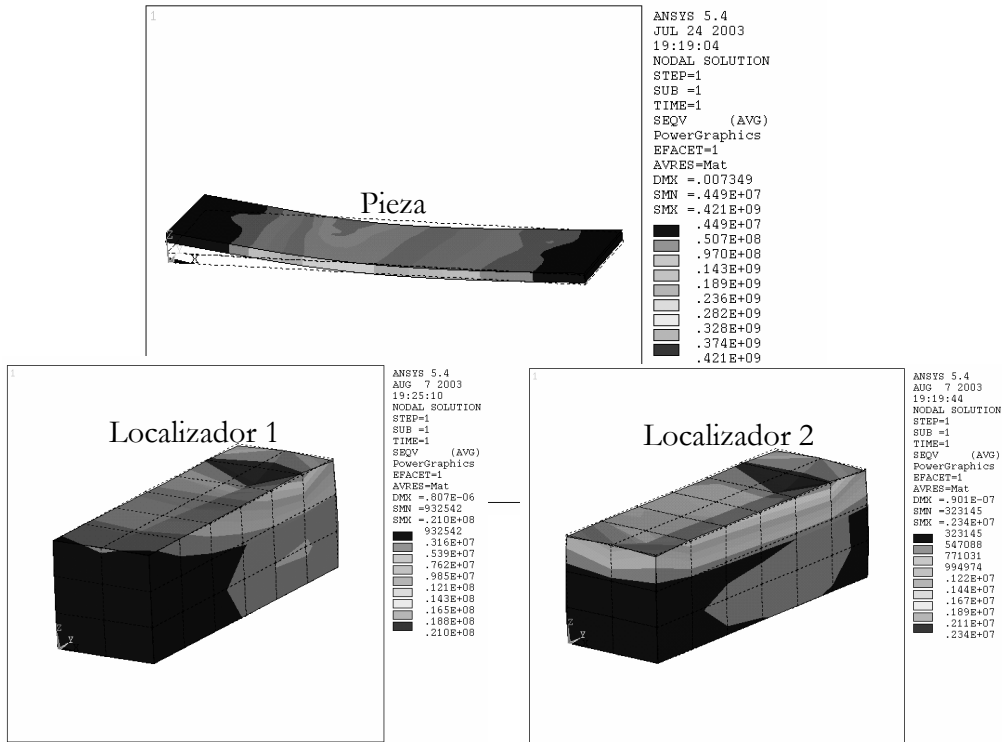 1
Pieza
Z
X
ANSYS 5.4
JUL 24 2003
19:19:04
NODAL SOLUTION
STEP=1
SUB =1
TIME=1
SEQV (AVG)
PowerGraphics
EFACET=1
AVRES=Mat
DMX =.007349
SMN =.449E+07
SMX =.421E+09
.449E+07
.507E+08
.970E+08
.143E+09
.189E+09
.236E+09
.282E+09
.328E+09
.374E+09
.421E+09
1
Localizador 1
Z
Y
ANSYS 5.4
AUG 7 2003
19:25:10
NODAL SOLUTION
STEP=1
SUB =1
TIME=1
SEQV (AVG)
PowerGraphics
EFACET=1
AVRES=Mat
DMX =.807E-06
SMN =932542
SMX =.210E+08
932542
.316E+07
.539E+07
.762E+07
.985E+07
.121E+08
.143E+08
.165E+08
.188E+08
.210E+08
1
Localizador 2
Z
Y
ANSYS 5.4
AUG 7 2003
19:19:44
NODAL SOLUTION
STEP=1
SUB =1
TIME=1
SEQV (AVG)
PowerGraphics
EFACET=1
AVRES=Mat
DMX =.901E-07
SMN =323145
SMX =.234E+07
323145
547088
771031
994974
.122E+07
.144E+07
.167E+07
.189E+07
.211E+07
.234E+07